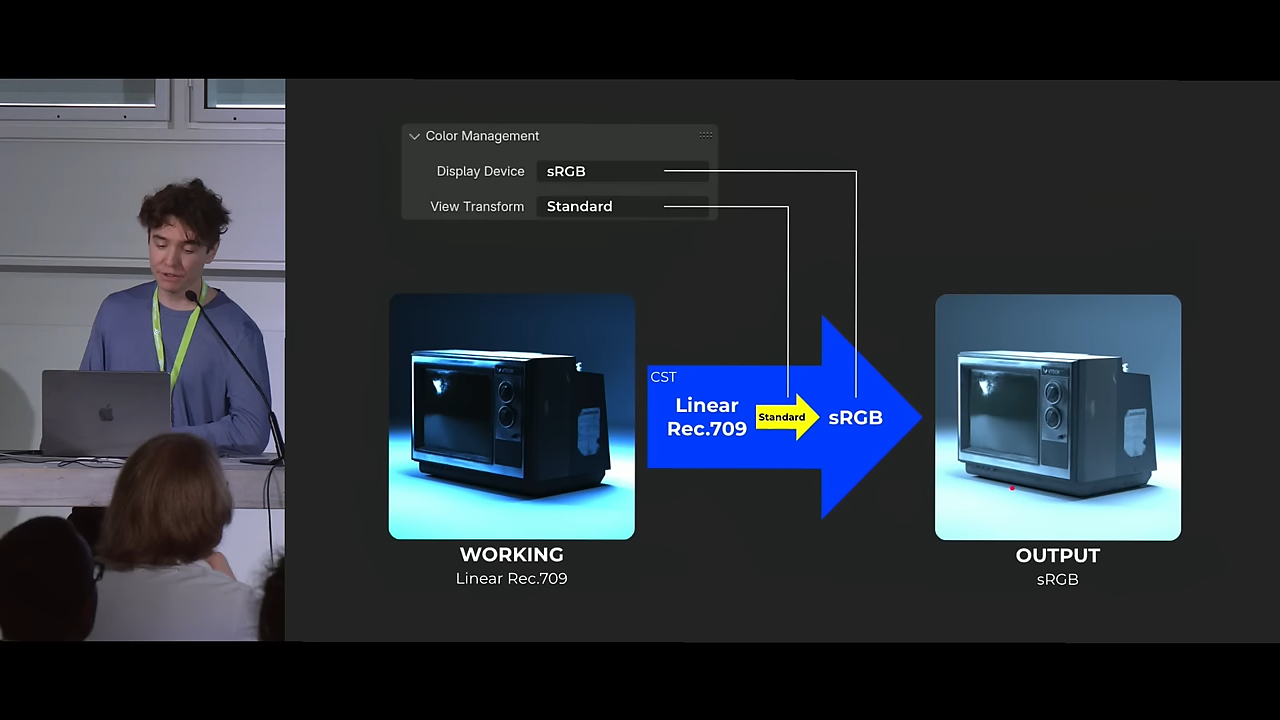 Color Management
Display Device sRGB
View Transform Standard
CST
Linear
Rec.709
Standard
sRGB
WORKING
Linear Rec.709
OUTPUT
sRGB